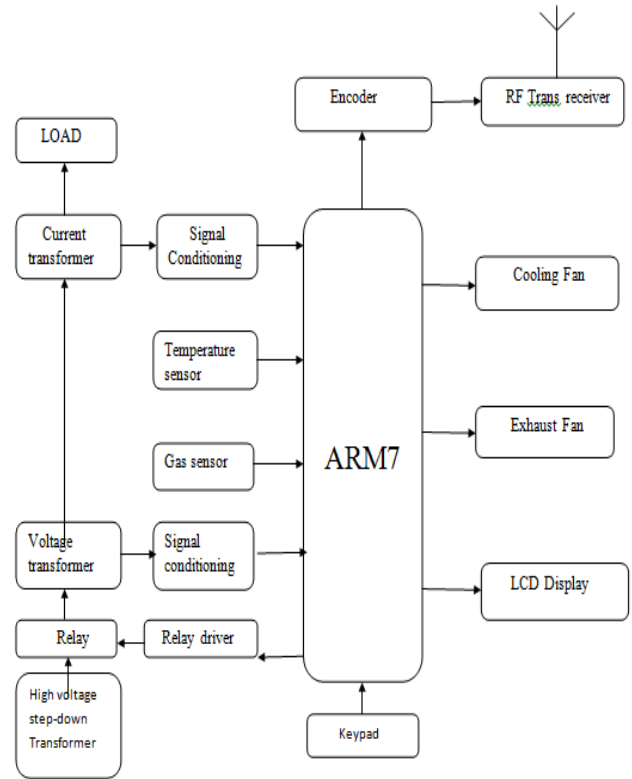 Encoder
RF Trans. receiver
LOAD
Current
transformer
Signal
Conditioning
Cooling Fan
Temperature
sensor
Exhaust Fan
ARM7
Gas sensor
Voltage
transformer
Signal
conditioning
LCD Display
Relay
Relay driver
High voltage
step-down
Transformer
Keypad